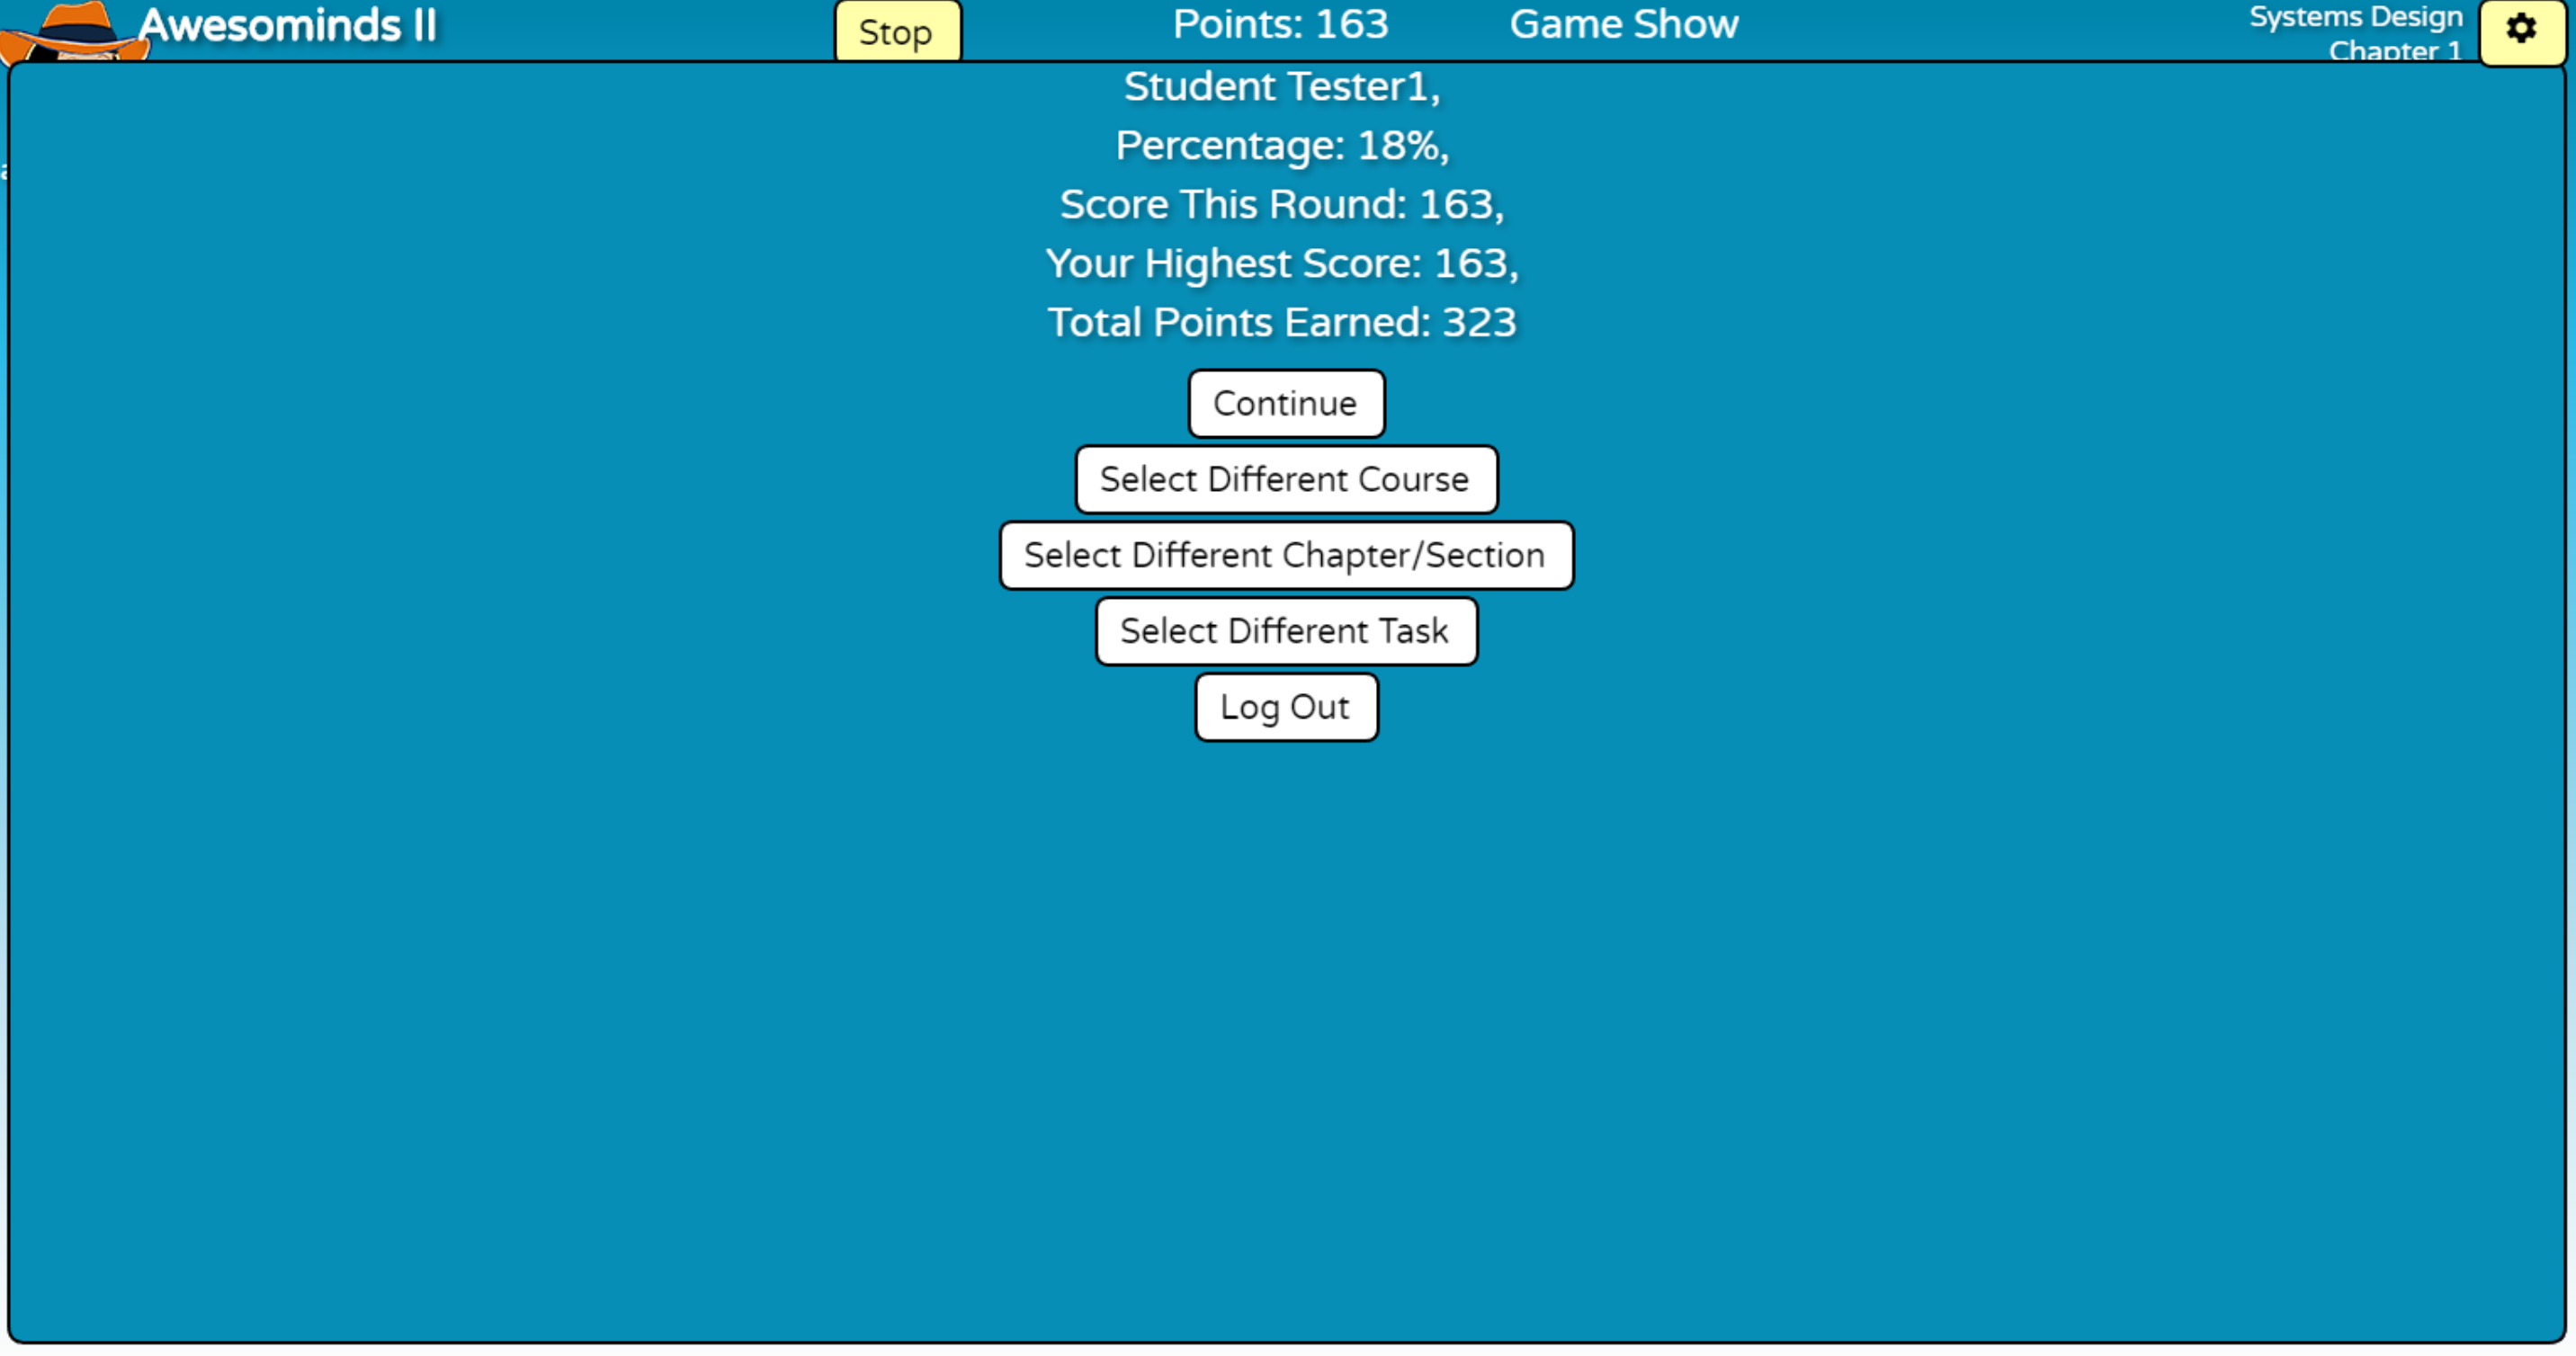 Awesominds II
Stop
Points: 163
Game Show
Systems Design
Chapter 1
Student Tester1,
Percentage: 18%,
Score This Round: 163,
Your Highest Score: 163,
Total Points Earned: 323
Continue
Select Different Course
Select Different Chapter/Section
Select Different Task
Log Out